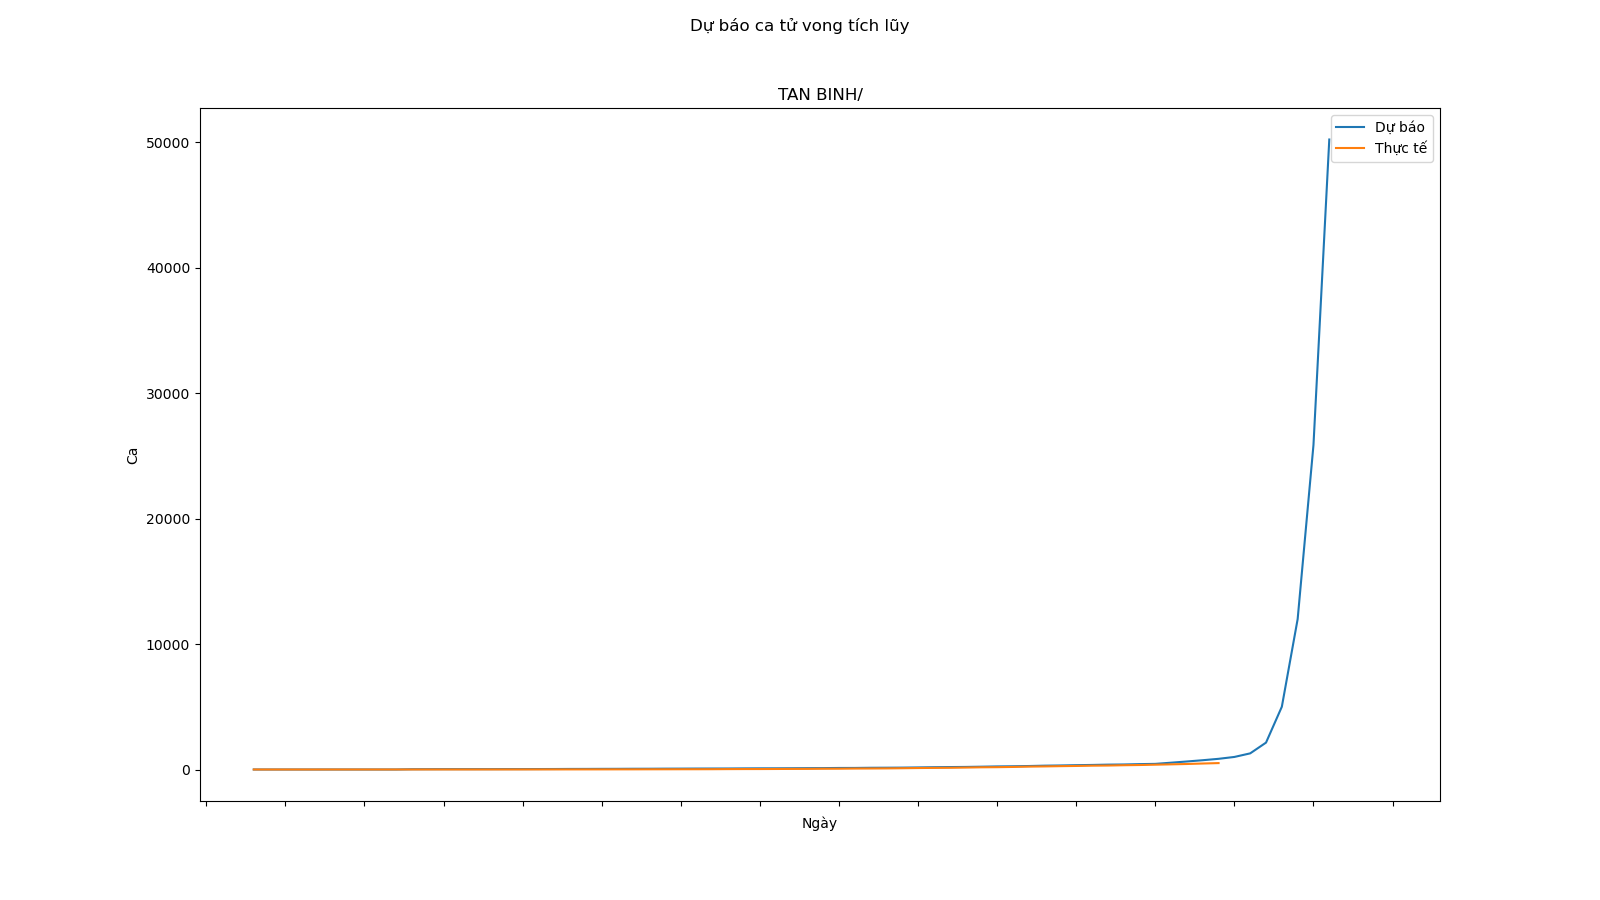 Dự báo ca tử vong tích lũy
TAN BINH/
Dự báo
Thực tế
50000
40000
30000
20000
10000
0
Ca
Ngày